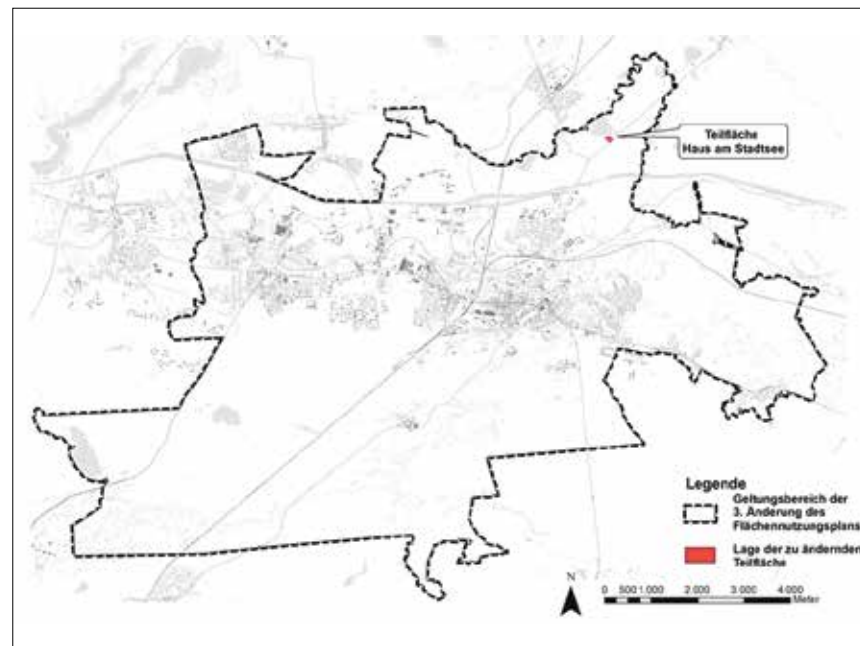 Teilfläche
Haus am Stadtsee
Legende
Geltungsbereich der
3. Änderung des
Flächennutzungsplans
Lage der zu ändernden
Teilfläche
N
0 500 1.000 2.000 3.000 4.000
Meter